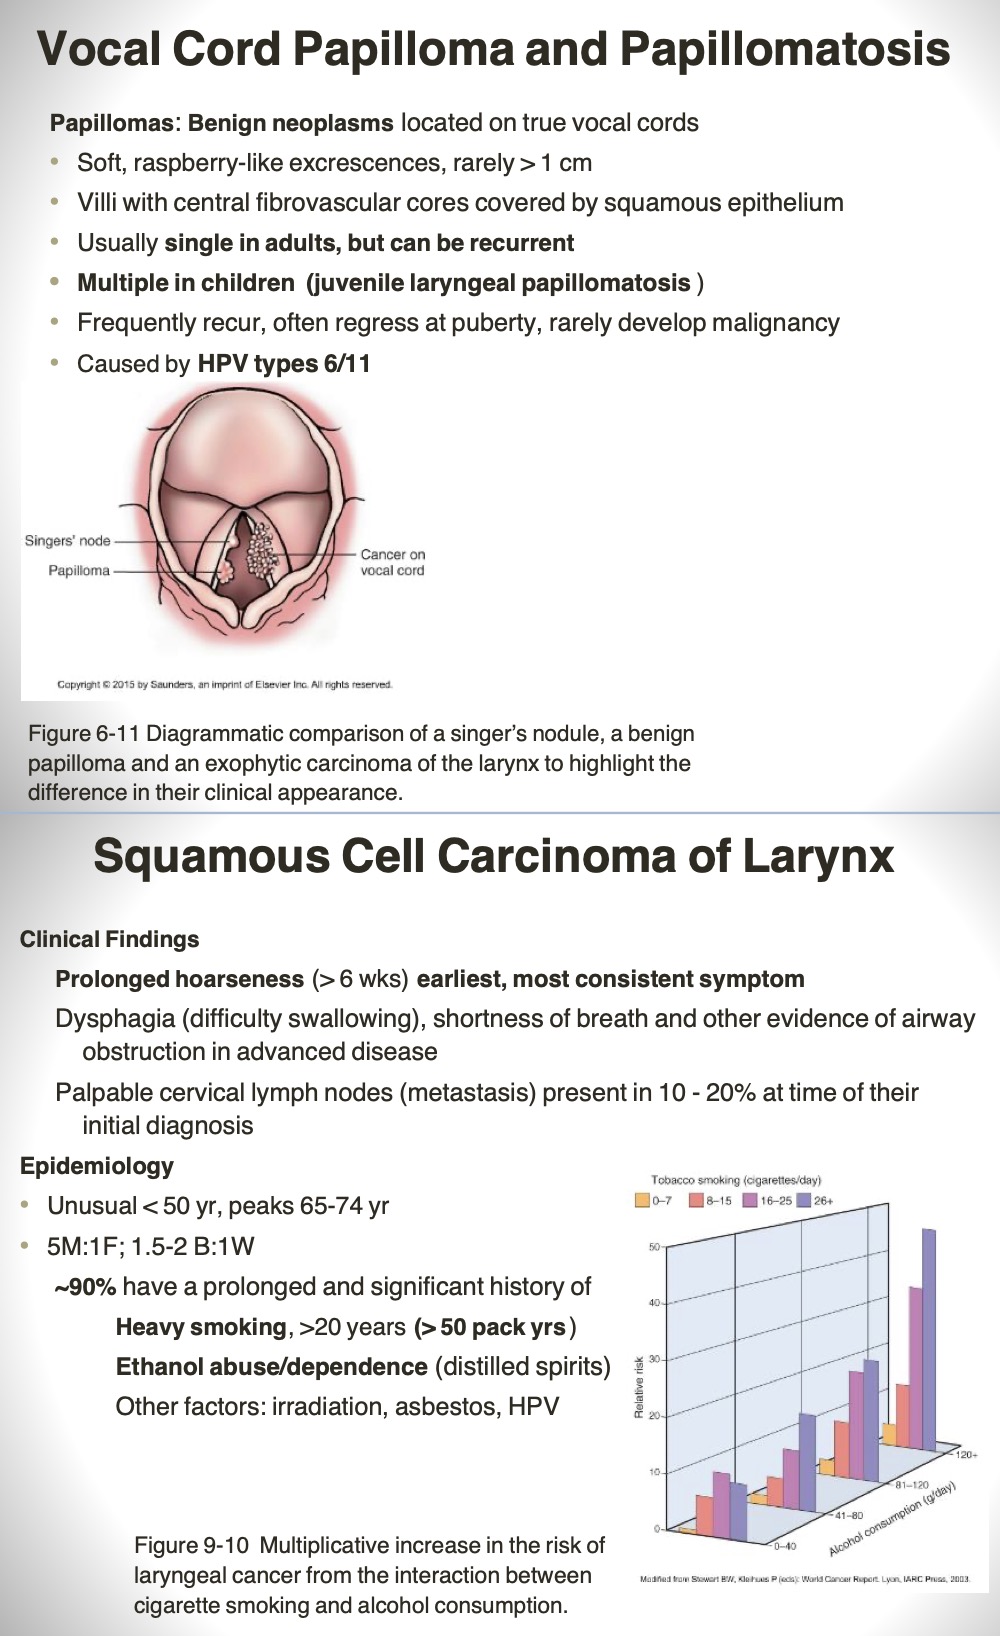 Vocal Cord Papilloma and Papillomatosis
Papillomas: Benign neoplasms located on true vocal cords
• Soft, raspberry-like excrescences, rarely > 1 cm
• Villi with central fibrovascular cores covered by squamous epithelium
• Usually single in adults, but can be recurrent
• Multiple in children (juvenile laryngeal papillomatosis )
• Frequently recur, often regress at puberty, rarely develop malignancy
• Caused by HPV types 6/11
Singers' node
Papilloma
Cancer on
vocal cord
Copyright © 2015 by Saunders, an imprint of Elsevier Inc. All rights reserved.
Figure 6-11 Diagrammatic comparison of a singer’s nodule, a benign
papilloma and an exophytic carcinoma of the larynx to highlight the
difference in their clinical appearance.
Squamous Cell Carcinoma of Larynx
Clinical Findings
Prolonged hoarseness (> 6 wks) earliest, most consistent symptom
Dysphagia (difficulty swallowing), shortness of breath and other evidence of airway
obstruction in advanced disease
Palpable cervical lymph nodes (metastasis) present in 10 - 20% at time of their
initial diagnosis
Epidemiology
• Unusual < 50 yr, peaks 65-74 yr
• 5M:1F; 1.5-2 B:1W
~90% have a prolonged and significant history of
Heavy smoking, >20 years (> 50 pack yrs)
Ethanol abuse/dependence (distilled spirits)
Other factors: irradiation, asbestos, HPV
Tobacco smoking (cigarettes/day)
0–7 8–15 16–25 26+
50
40
30
20
10
0
Relative risk
120+
81–120
41–80
0–40
Alcohol consumption (g/day)
Modified from Stewart BW, Kleihues P (eds): World Cancer Report. Lyon, IARC Press, 2003.
Figure 9-10 Multiplicative increase in the risk of
laryngeal cancer from the interaction between
cigarette smoking and alcohol consumption.